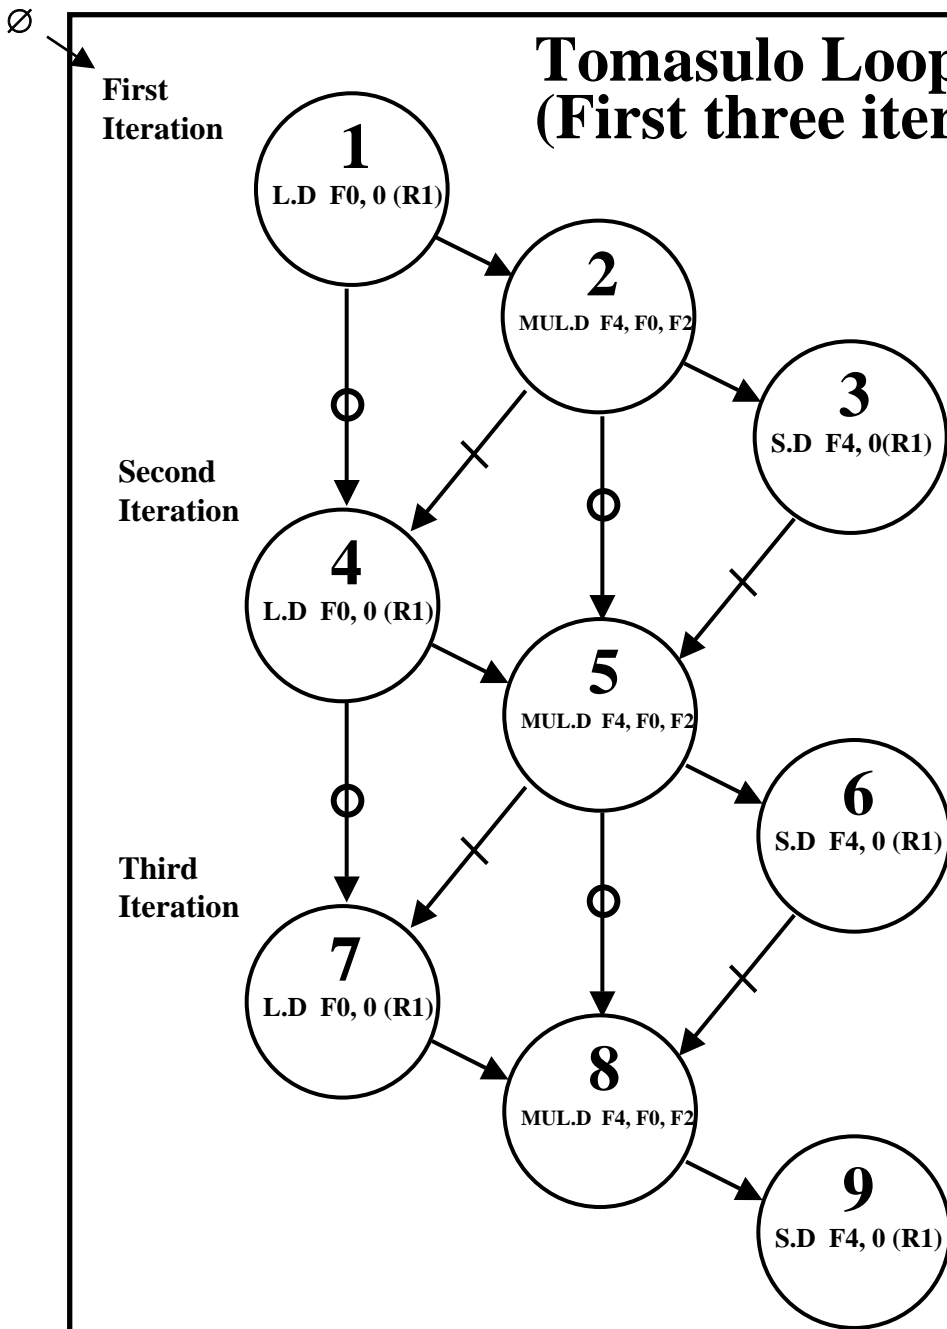 ∅
Tomasulo Loop
(First three iter
First
Iteration
1
L.D F0, 0 (R1)
2
MUL.D F4, F0, F2
3
S.D F4, 0(R1)
Second
Iteration
4
L.D F0, 0 (R1)
5
MUL.D F4, F0, F2
6
S.D F4, 0 (R1)
Third
Iteration
7
L.D F0, 0 (R1)
8
MUL.D F4, F0, F2
9
S.D F4, 0 (R1)